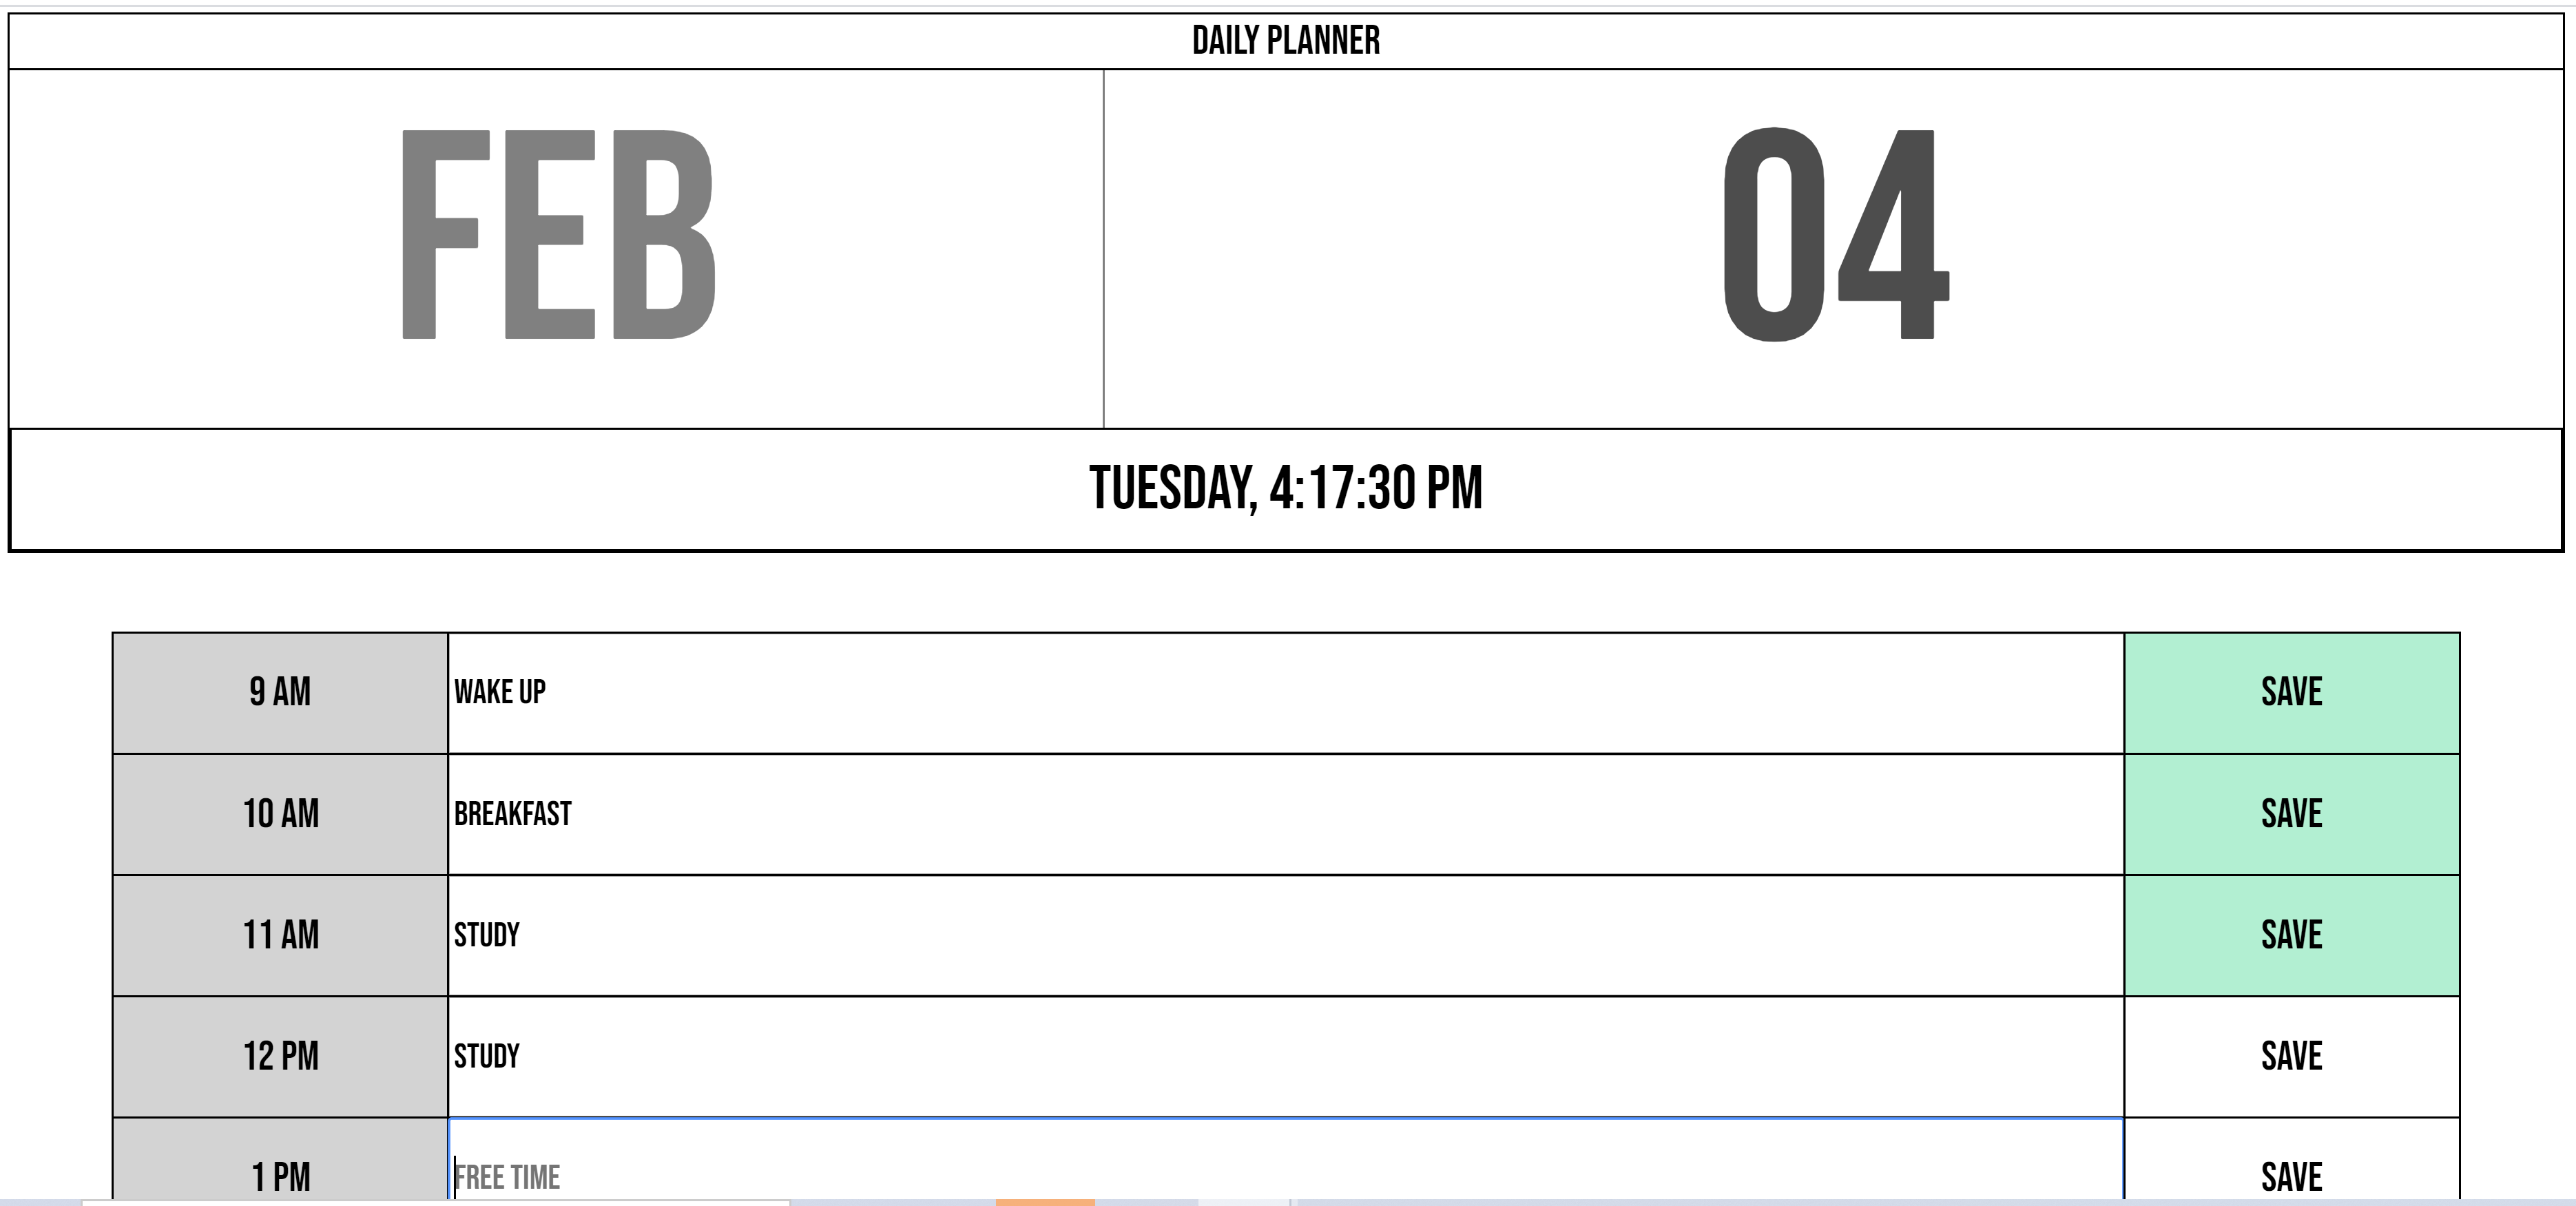 DAILY PLANNER
FEB
04
TUESDAY, 4:17:30 PM
9 AM WAKE UP SAVE
10 AM BREAKFAST SAVE
11 AM STUDY SAVE
12 PM STUDY SAVE
1 PM FREE TIME SAVE